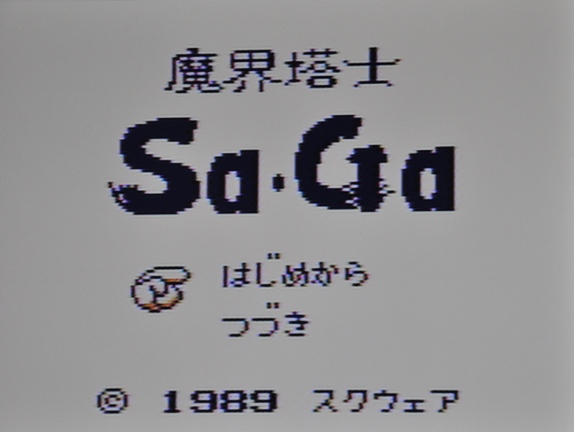 魔界塔士
Sa・Ga
はじめから
つづき
© 1989 スクウェア